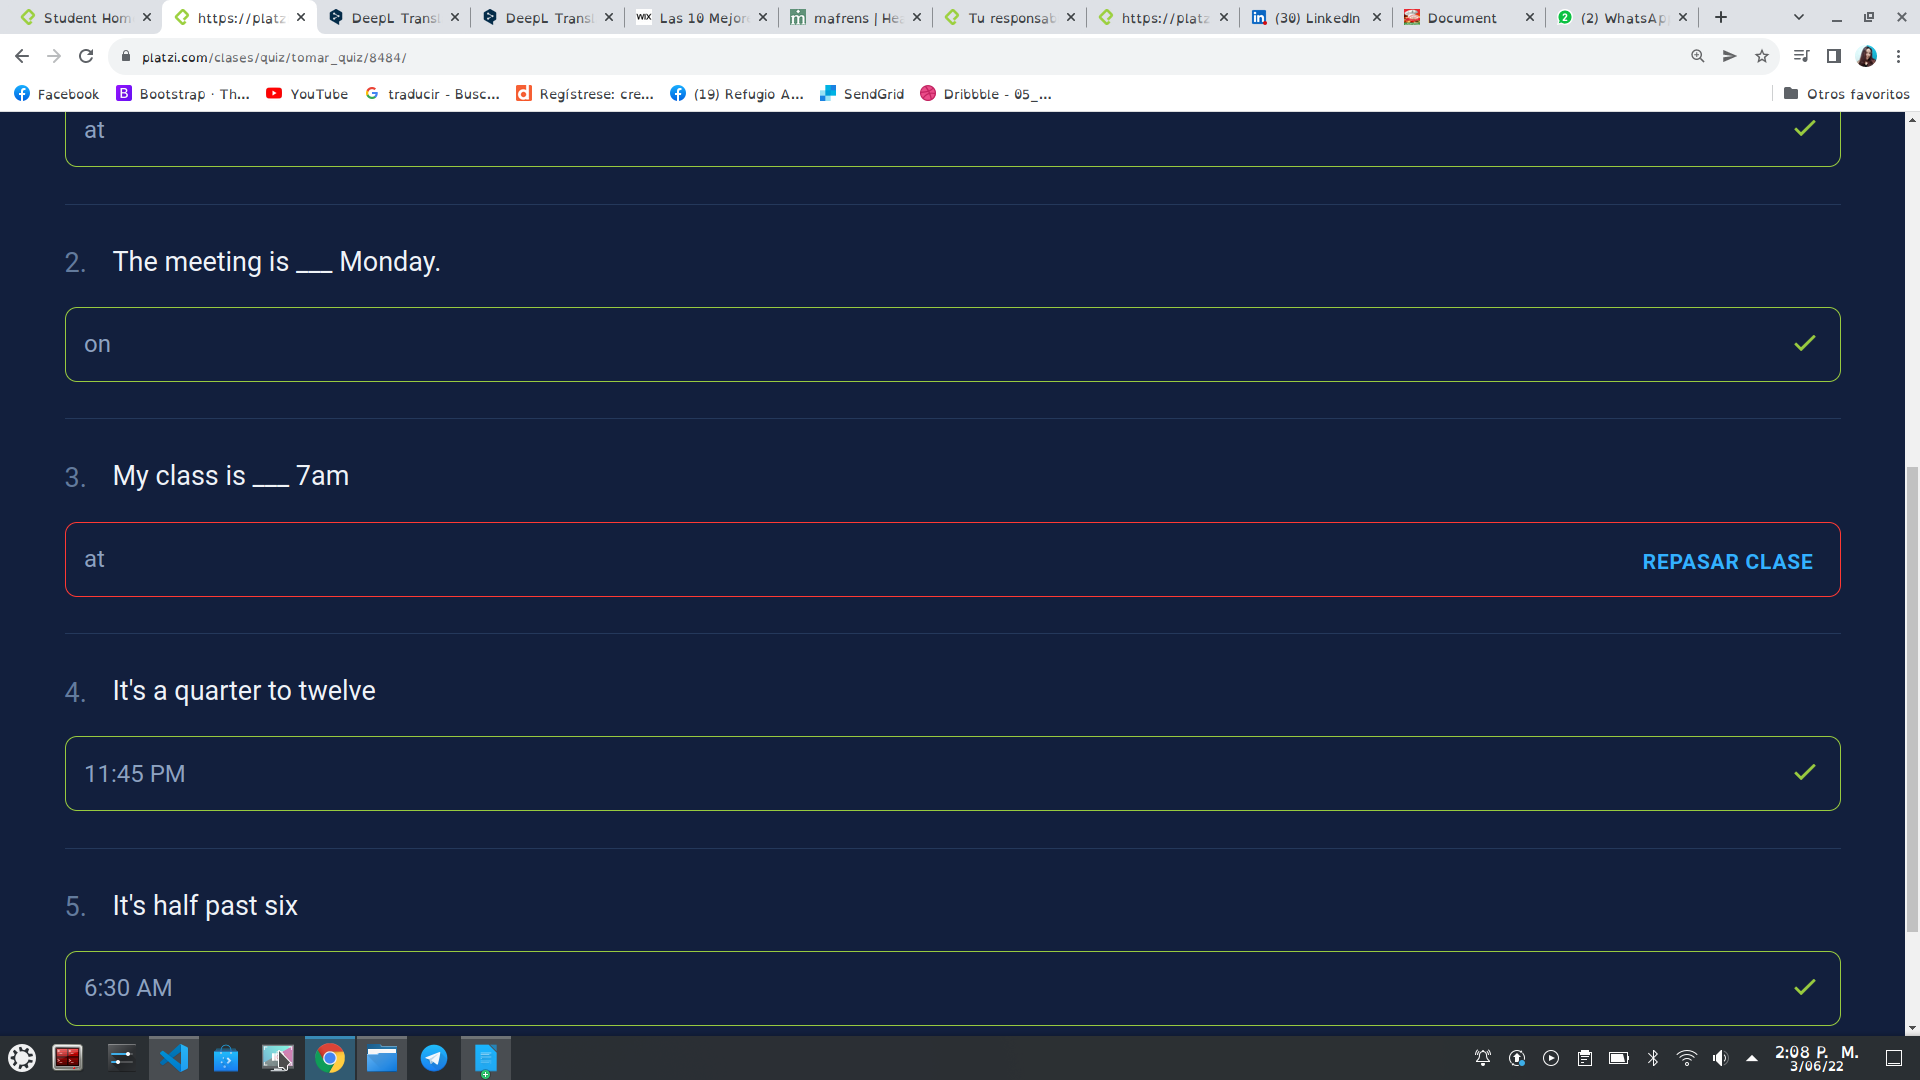 Student Hom
https://platz
DeepL Transl
DeepL Transl
WIX Las 10 Mejor
mafrens | Hea
Tu responsab
https://platz
(30) LinkedIn
Document
(2) WhatsAp
platzi.com/clases/quiz/tomar_quiz/8484/
Facebook
Bootstrap · Th...
YouTube
traducir - Busc...
Regístrese: cre...
(19) Refugio A...
SendGrid
Dribbble - 05_...
Otros favoritos
at
2. The meeting is ___ Monday.
on
3. My class is ___ 7am
at
REPASAR CLASE
4. It's a quarter to twelve
11:45 PM
5. It's half past six
6:30 AM
2:08 P. M.
3/06/22